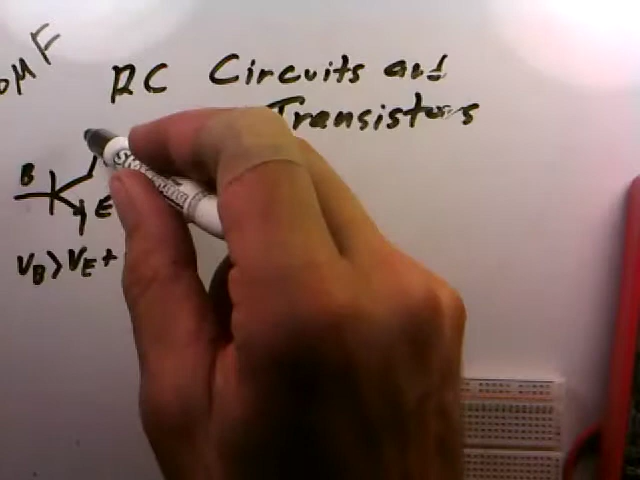 µF
RC Circuits and
Transistors
B
E
V_B > V_E +